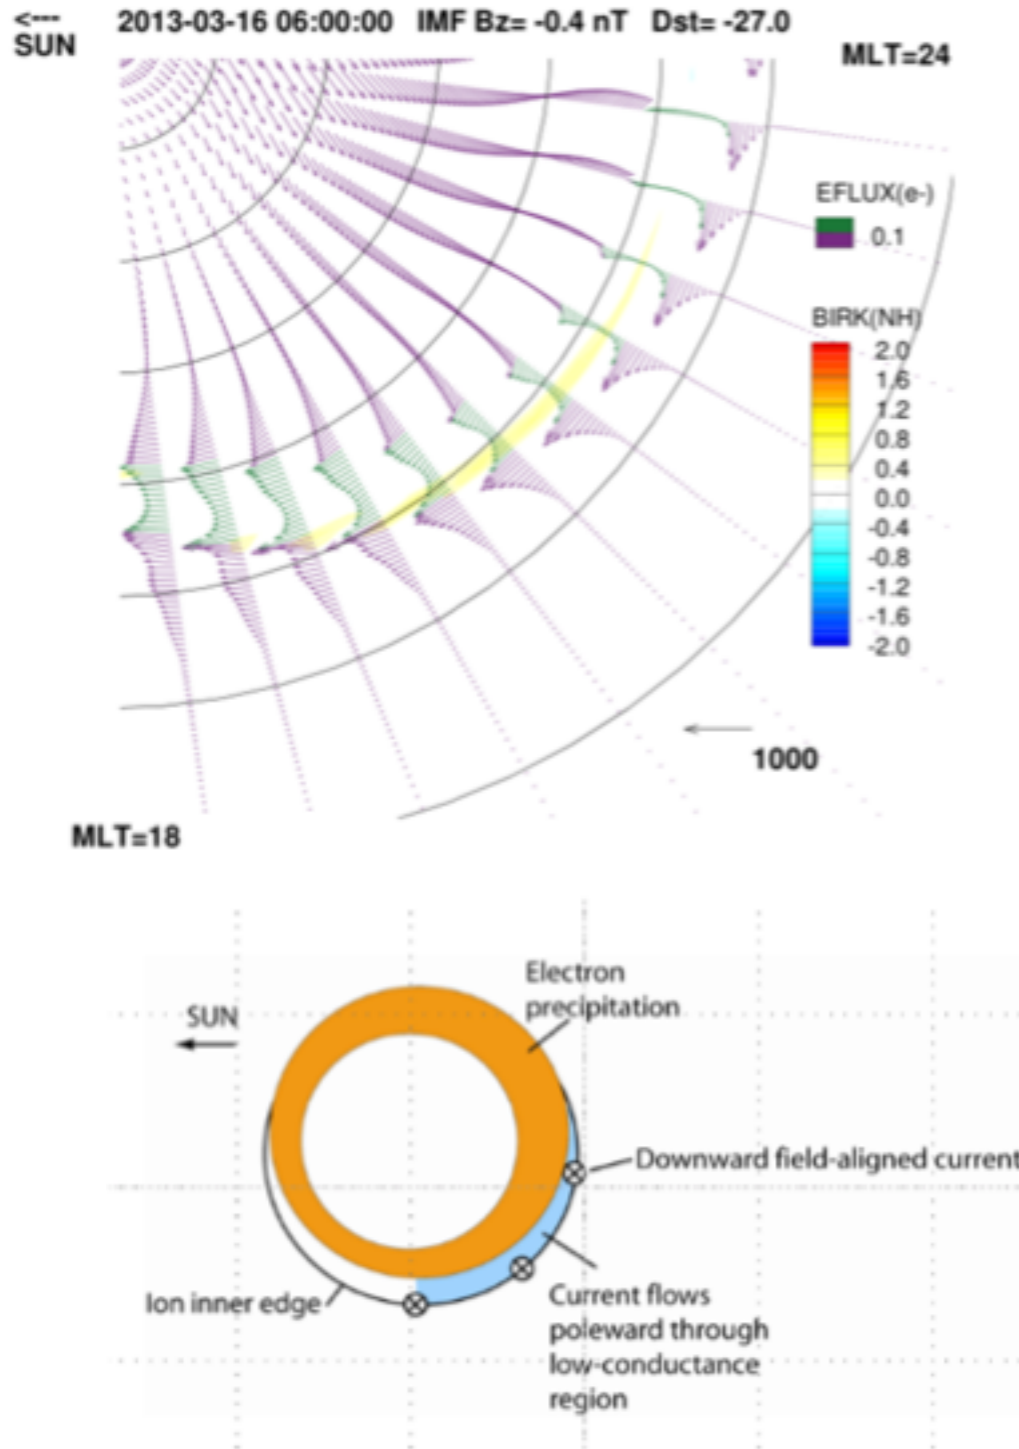 <---
SUN
2013-03-16 06:00:00 IMF Bz= -0.4 nT Dst= -27.0
MLT=24
EFLUX(e-)
0.1
BIRK(NH)
2.0
1.6
1.2
0.8
0.4
0.0
-0.4
-0.8
-1.2
-1.6
-2.0
1000
MLT=18
Electron
precipitation
SUN
Downward field-aligned current
Ion inner edge
Current flows
poleward through
low-conductance
region